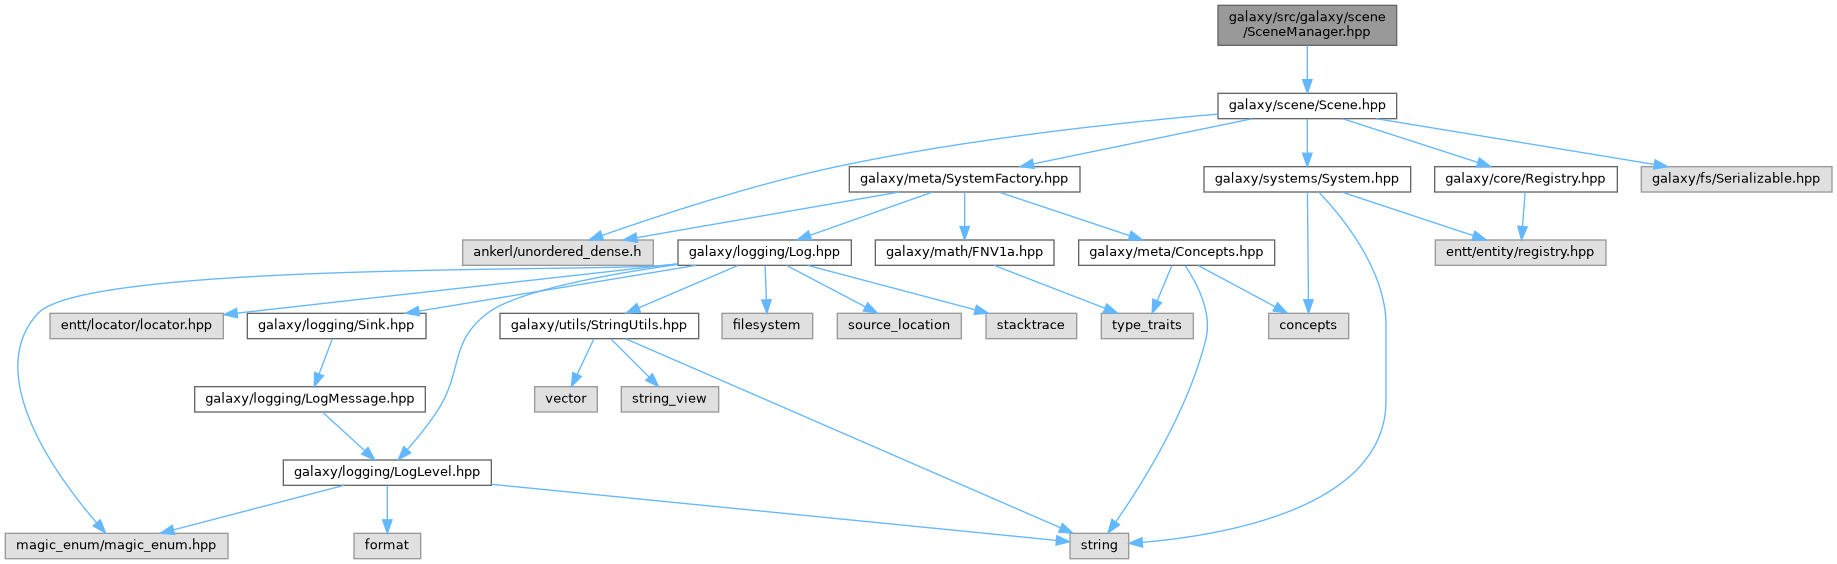 galaxy/src/galaxy/scene
/SceneManager.hpp
galaxy/scene/Scene.hpp
galaxy/meta/SystemFactory.hpp
galaxy/systems/System.hpp
galaxy/core/Registry.hpp
galaxy/fs/Serializable.hpp
ankerl/unordered_dense.h
galaxy/logging/Log.hpp
galaxy/math/FNV1a.hpp
galaxy/meta/Concepts.hpp
entt/entity/registry.hpp
entt/locator/locator.hpp
galaxy/logging/Sink.hpp
galaxy/utils/StringUtils.hpp
filesystem
source_location
stacktrace
type_traits
concepts
galaxy/logging/LogMessage.hpp
vector
string_view
galaxy/logging/LogLevel.hpp
magic_enum/magic_enum.hpp
format
string